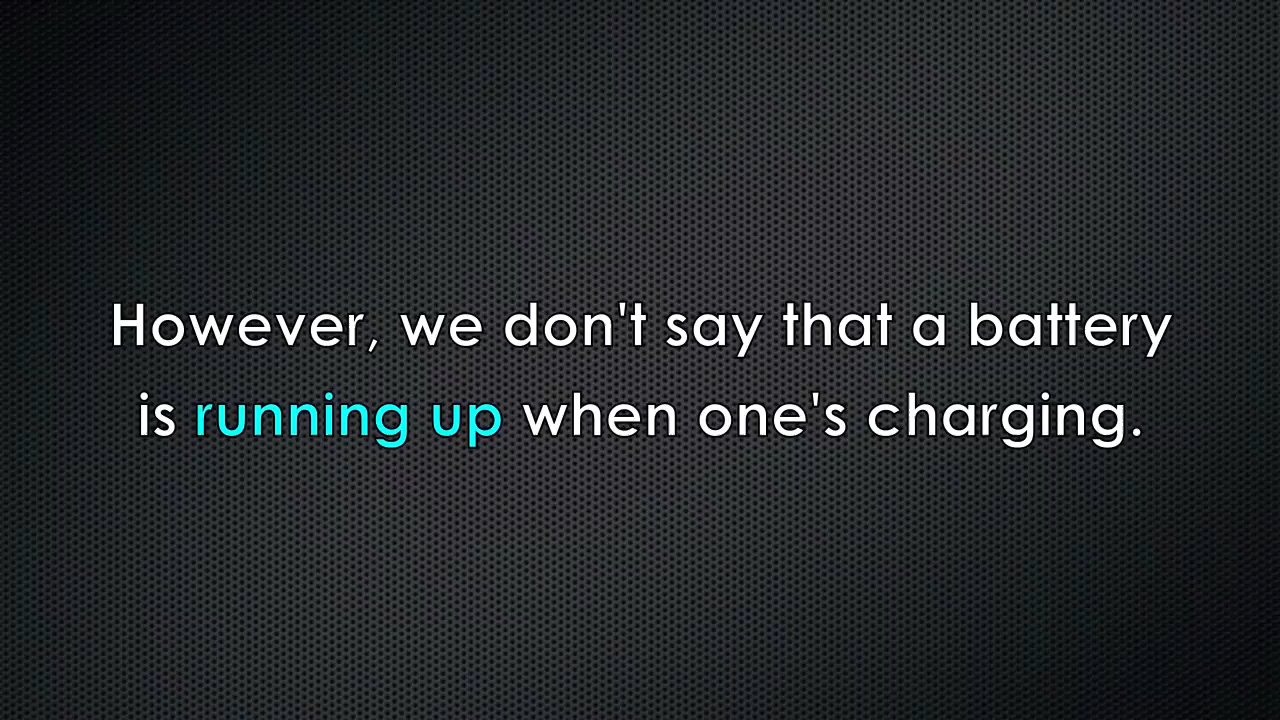 However, we don't say that a battery
is running up when one's charging.